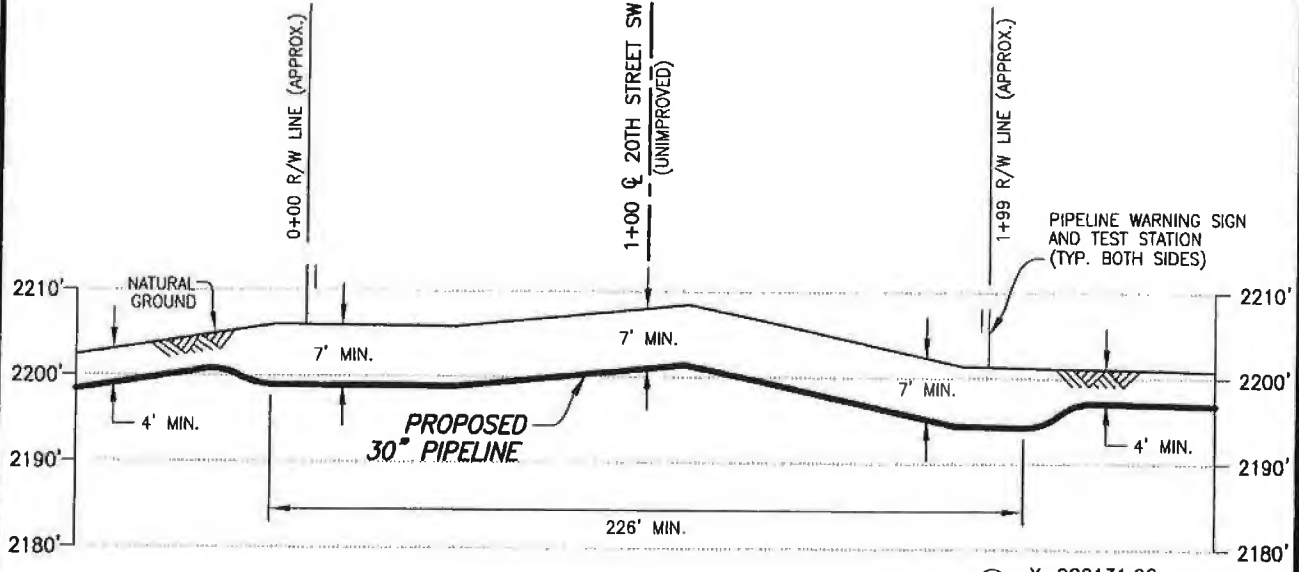 0+00 R/W LINE (APPROX.)
1+00 ℄ 20TH STREET SW
(UNIMPROVED)
1+99 R/W LINE (APPROX.)
PIPELINE WARNING SIGN
AND TEST STATION
(TYP. BOTH SIDES)
NATURAL
GROUND
2210'
2210'
7' MIN.
7' MIN.
2200'
2200'
7' MIN.
4' MIN.
PROPOSED
30" PIPELINE
4' MIN.
2190'
2190'
226' MIN.
2180'
2180'